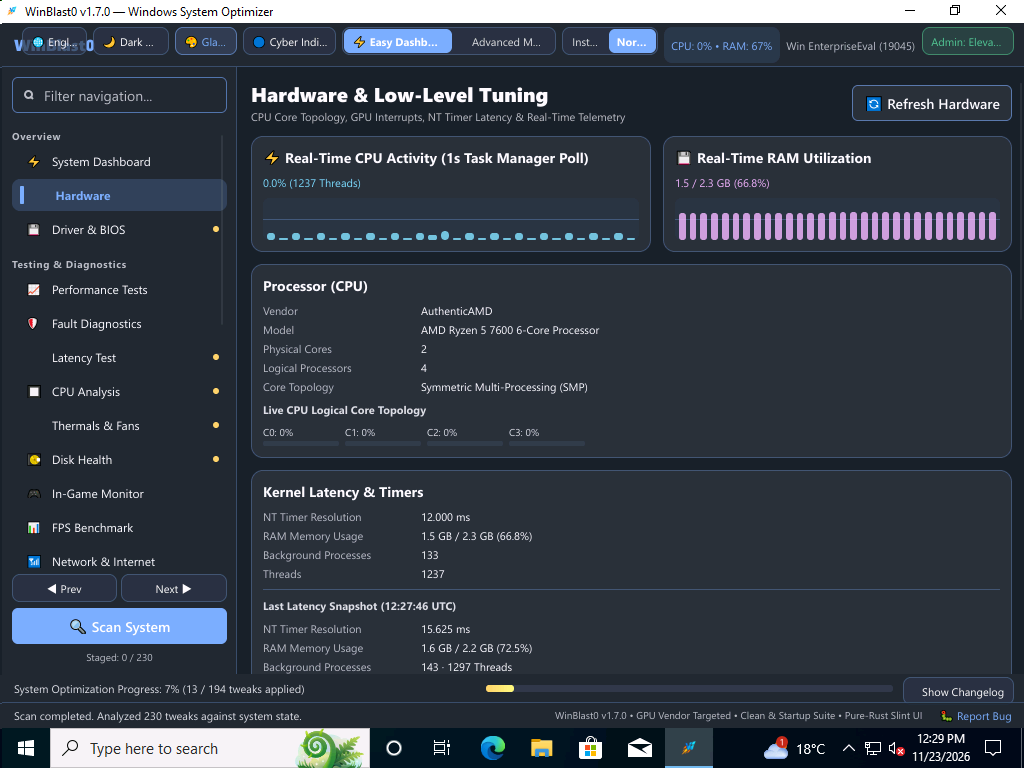 WinBlast0 v1.7.0 — Windows System Optimizer
Engl...
Dark ...
Gla...
Cyber Indi...
Easy Dashb...
Advanced M...
Inst...
Nor...
CPU: 0% • RAM: 67%
Win EnterpriseEval (19045)
Admin: Eleva...
Filter navigation...
Overview
System Dashboard
Hardware
Driver & BIOS
Testing & Diagnostics
Performance Tests
Fault Diagnostics
Latency Test
CPU Analysis
Thermals & Fans
Disk Health
In-Game Monitor
FPS Benchmark
Network & Internet
◀ Prev
Next ▶
Scan System
Staged: 0 / 230
Hardware & Low-Level Tuning
CPU Core Topology, GPU Interrupts, NT Timer Latency & Real-Time Telemetry
Refresh Hardware
Real-Time CPU Activity (1s Task Manager Poll)
0.0% (1237 Threads)
Real-Time RAM Utilization
1.5 / 2.3 GB (66.8%)
Processor (CPU)
Vendor AuthenticAMD
Model AMD Ryzen 5 7600 6-Core Processor
Physical Cores 2
Logical Processors 4
Core Topology Symmetric Multi-Processing (SMP)
Live CPU Logical Core Topology
C0: 0% C1: 0% C2: 0% C3: 0%
Kernel Latency & Timers
NT Timer Resolution 12.000 ms
RAM Memory Usage 1.5 GB / 2.3 GB (66.8%)
Background Processes 133
Threads 1237
Last Latency Snapshot (12:27:46 UTC)
NT Timer Resolution 15.625 ms
RAM Memory Usage 1.6 GB / 2.2 GB (72.5%)
Background Processes 143 · 1297 Threads
System Optimization Progress: 7% (13 / 194 tweaks applied)
Show Changelog
Scan completed. Analyzed 230 tweaks against system state.
WinBlast0 v1.7.0 • GPU Vendor Targeted • Clean & Startup Suite • Pure-Rust Slint UI
Report Bug
Type here to search
1
18°C
12:29 PM
11/23/2026